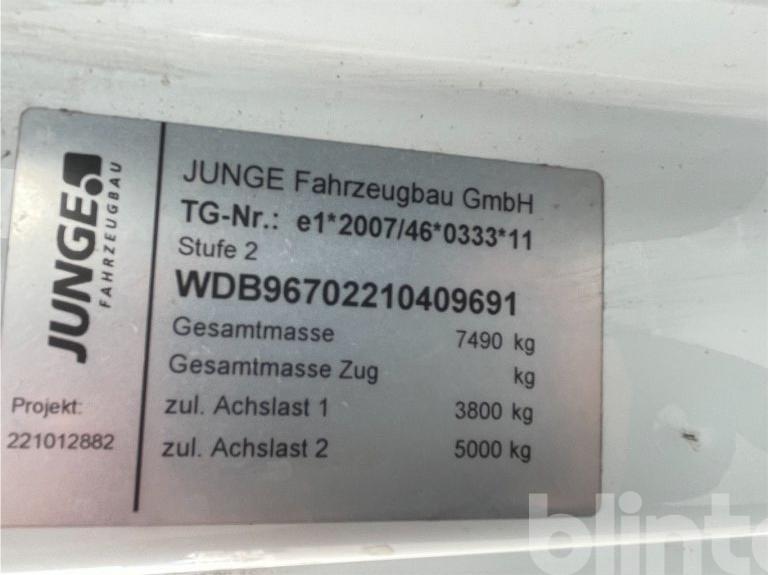 JUNGE
FAHRZEUGBAU
Projekt:
221012882
JUNGE Fahrzeugbau GmbH
TG-Nr.: e1*2007/46*0333*11
Stufe 2
WDB96702210409691
Gesamtmasse 7490 kg
Gesamtmasse Zug kg
zul. Achslast 1 3800 kg
zul. Achslast 2 5000 kg